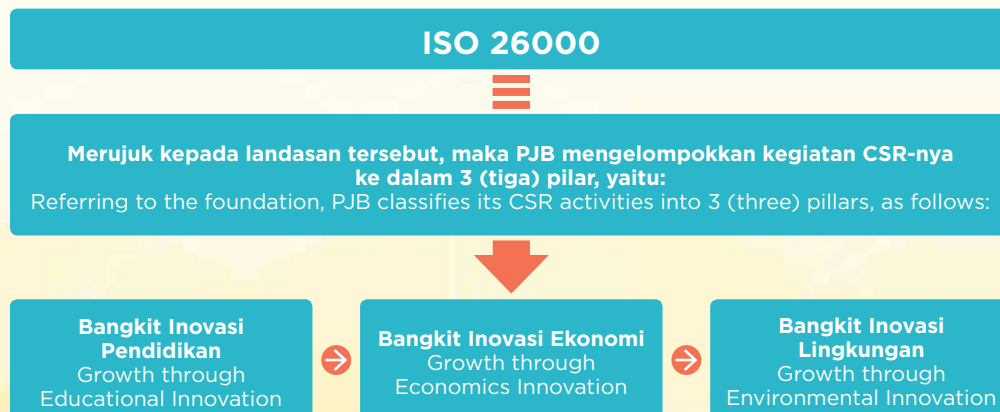 ISO 26000
Merujuk kepada landasan tersebut, maka PJB mengelompokkan kegiatan CSR-nya
ke dalam 3 (tiga) pilar, yaitu:
Referring to the foundation, PJB classifies its CSR activities into 3 (three) pillars, as follows:
Bangkit Inovasi
Pendidikan
Growth through
Educational Innovation
Bangkit Inovasi Ekonomi
Growth through
Economics Innovation
Bangkit Inovasi
Lingkungan
Growth through
Environmental Innovation